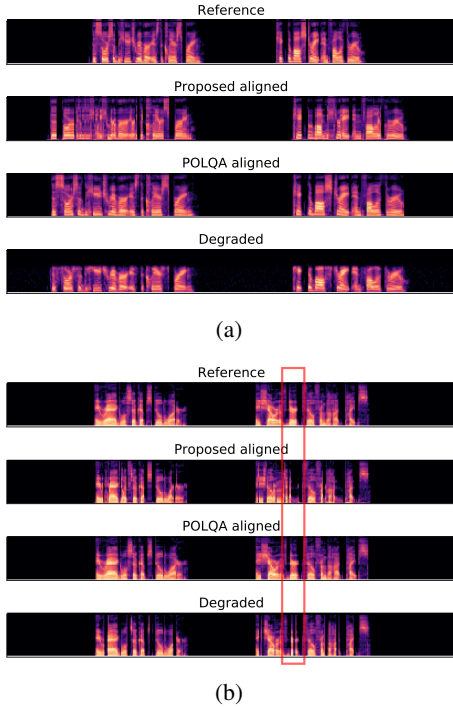 Reference
Proposed aligned
POLQA aligned
Degraded
(a)
Reference
Proposed aligned
POLQA aligned
Degraded
(b)